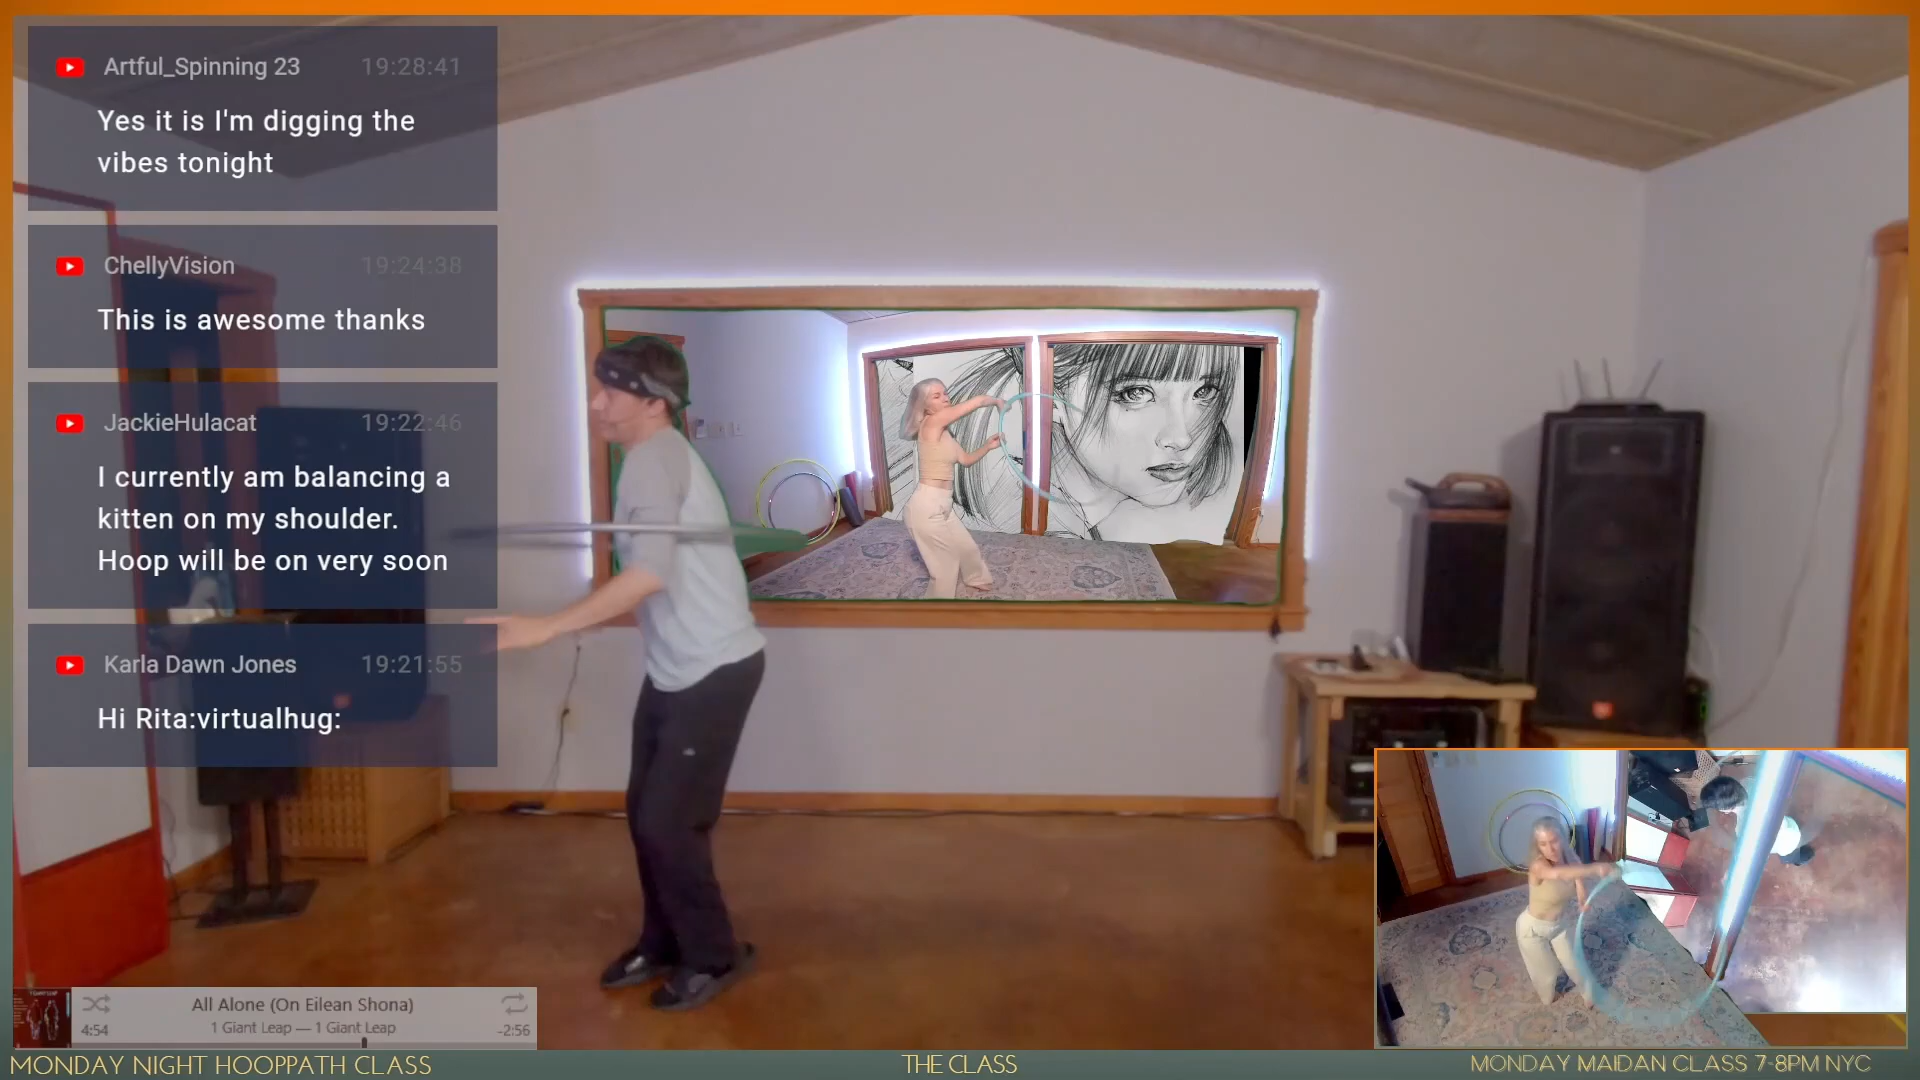 Artful_Spinning 23 19:28:41
Yes it is I'm digging the
vibes tonight
ChellyVision 19:24:38
This is awesome thanks
JackieHulacat 19:22:46
I currently am balancing a
kitten on my shoulder.
Hoop will be on very soon
Karla Dawn Jones 19:21:55
Hi Rita:virtualhug:
All Alone (On Eilean Shona)
4:54 1 Giant Leap — 1 Giant Leap -2:56
MONDAY NIGHT HOOPPATH CLASS
THE CLASS
MONDAY MAIDAN CLASS 7-8PM NYC